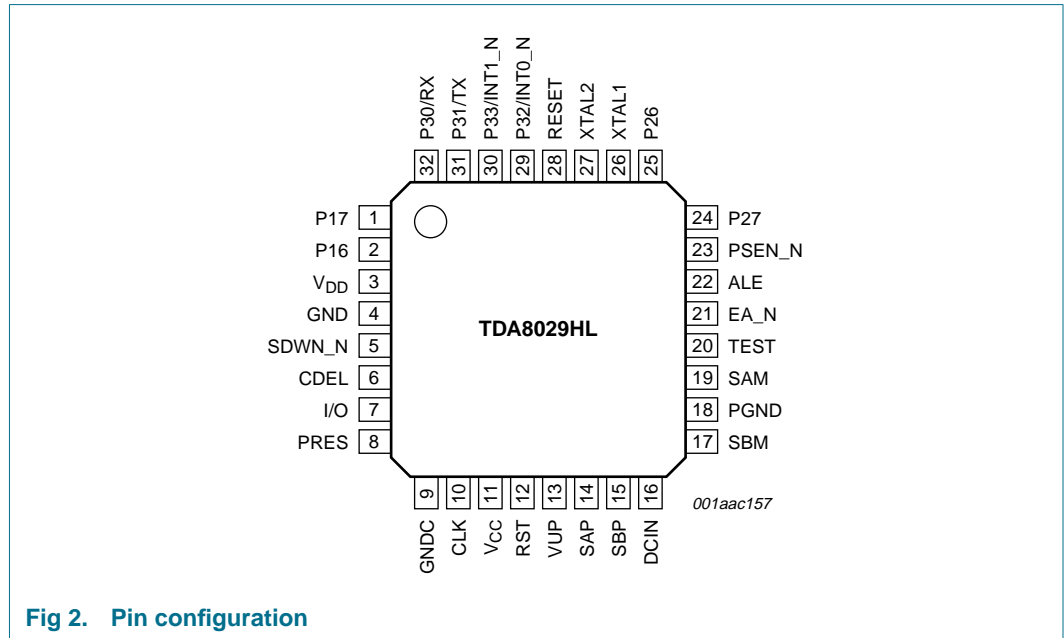 P30/RX
P31/TX
P33/INT1_N
P32/INT0_N
RESET
XTAL2
XTAL1
P26
32
31
30
29
28
27
26
25
P17 1
P16 2
VDD 3
GND 4
SDWN_N 5
CDEL 6
I/O 7
PRES 8
TDA8029HL
24 P27
23 PSEN_N
22 ALE
21 EA_N
20 TEST
19 SAM
18 PGND
17 SBM
9
10
11
12
13
14
15
16
GNDC
CLK
VCC
RST
VUP
SAP
SBP
DCIN
001aac157
Fig 2. Pin configuration